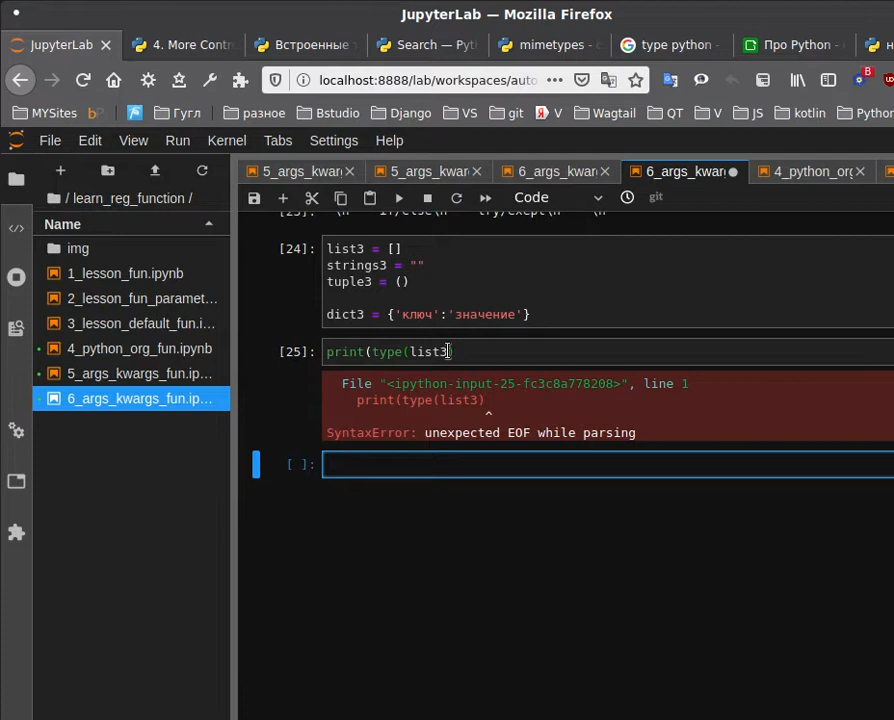 JupyterLab — Mozilla Firefox
JupyterLab
4. More Contr
Встроенные
Search — Pyt
mimetypes - c
type python -
Про Python -
localhost:8888/lab/workspaces/auto
B
MYSites
bP
Гугл
разное
Bstudio
Django
VS
git
Я V
Wagtail
QT
V
JS
kotlin
Python
File Edit View Run Kernel Tabs Settings Help
5_args_kwar
5_args_kwar
6_args_kwar
6_args_kwarg
4_python_org
/ learn_reg_function /
Code
git
Name
img
1_lesson_fun.ipynb
2_lesson_fun_paramet...
3_lesson_default_fun.i...
4_python_org_fun.ipynb
5_args_kwargs_fun.ip...
6_args_kwargs_fun.ip...
[24]: list3 = []
strings3 = ""
tuple3 = ()
dict3 = {'ключ':'значение'}
[25]: print(type(list3)
File "<ipython-input-25-fc3c8a778208>", line 1
print(type(list3)
^
SyntaxError: unexpected EOF while parsing
[ ]: